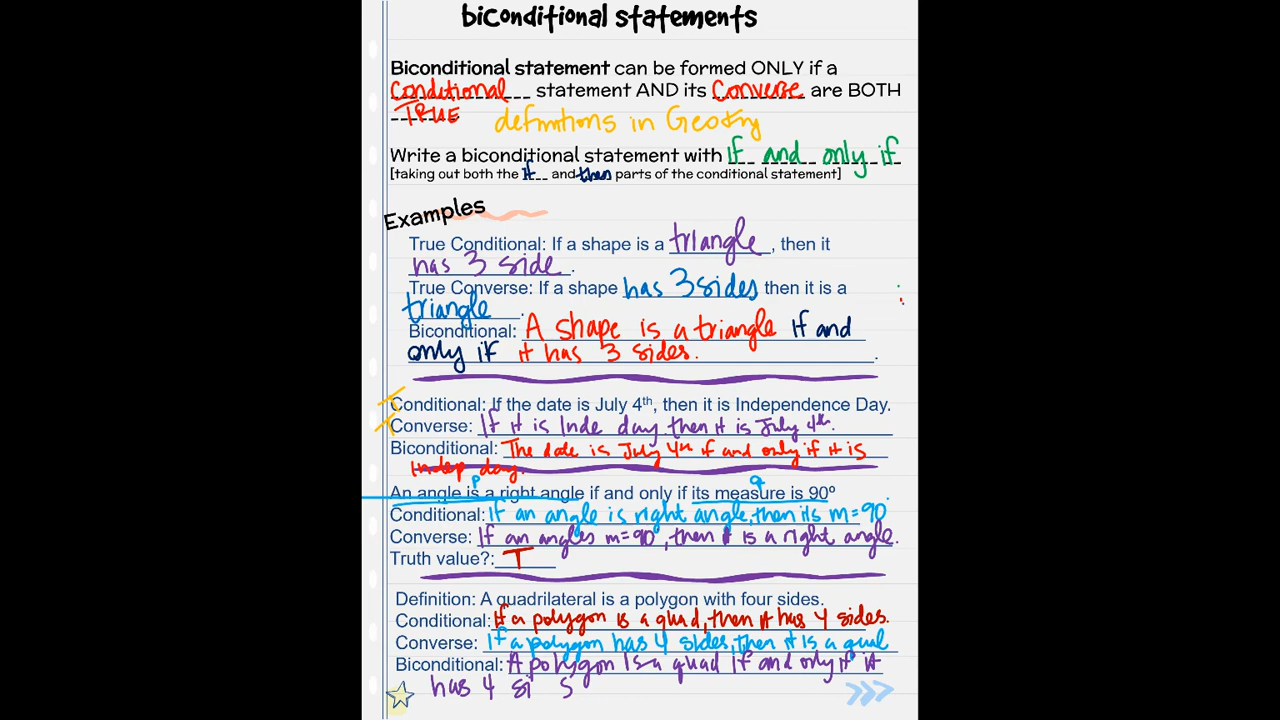 biconditional statements
Biconditional statement can be formed ONLY if a
Conditional statement AND its Converse are BOTH
TRUE definitions in Geotry
Write a biconditional statement with if and only if
[taking out both the If and then parts of the conditional statement]
Examples
True Conditional: If a shape is a triangle, then it
has 3 side.
True Converse: If a shape has 3 sides then it is a
triangle.
Biconditional: A shape is a triangle If and
only if it has 3 sides.
T Conditional: If the date is July 4th, then it is Independence Day.
T Converse: If it is Inde day then it is July 4th.
Biconditional: The date is July 4th if and only if it is
Indep day.
p q
An angle is a right angle if and only if its measure is 90º
Conditional: If an angle is right angle, then its m=90°
Converse: If an angles m=90°, then it is a right angle.
Truth value?: T
Definition: A quadrilateral is a polygon with four sides.
Conditional: If a polygon is a quad, then it has 4 sides.
Converse: If a polygon has 4 sides, then it is a quad
Biconditional: A polygon is a quad If and only if it
has 4 si s